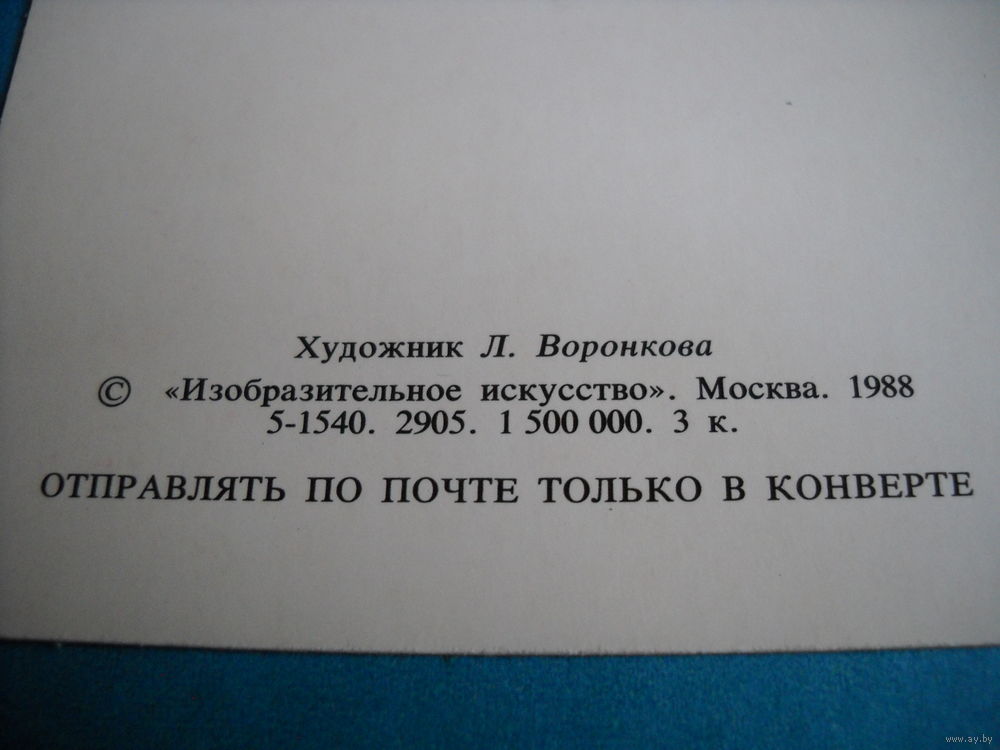 Художник Л. Воронкова
© «Изобразительное искусство». Москва. 1988
5-1540. 2905. 1 500 000. 3 к.
ОТПРАВЛЯТЬ ПО ПОЧТЕ ТОЛЬКО В КОНВЕРТЕ
www.ay.by